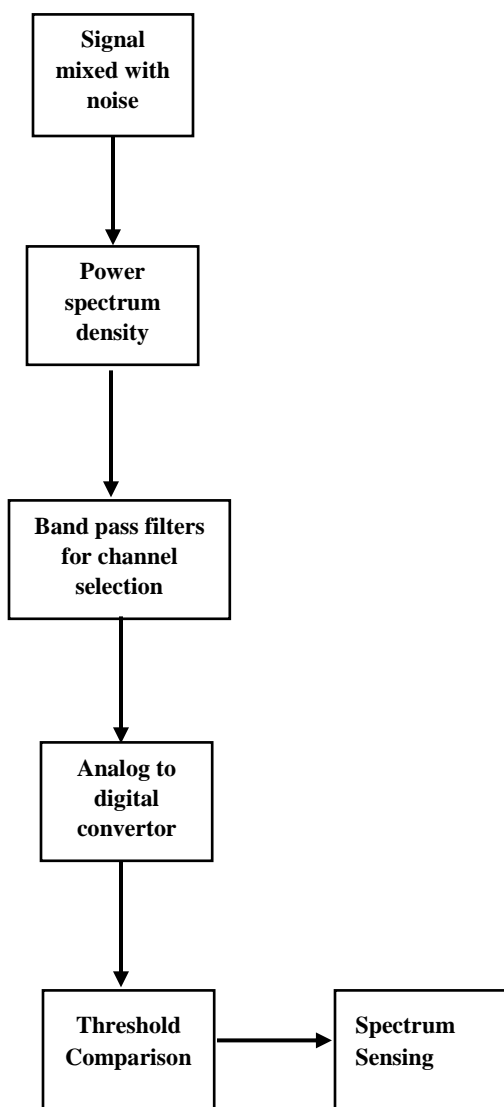 Signal
mixed with
noise
Power
spectrum
density
Band pass filters
for channel
selection
Analog to
digital
convertor
Threshold
Comparison
Spectrum
Sensing